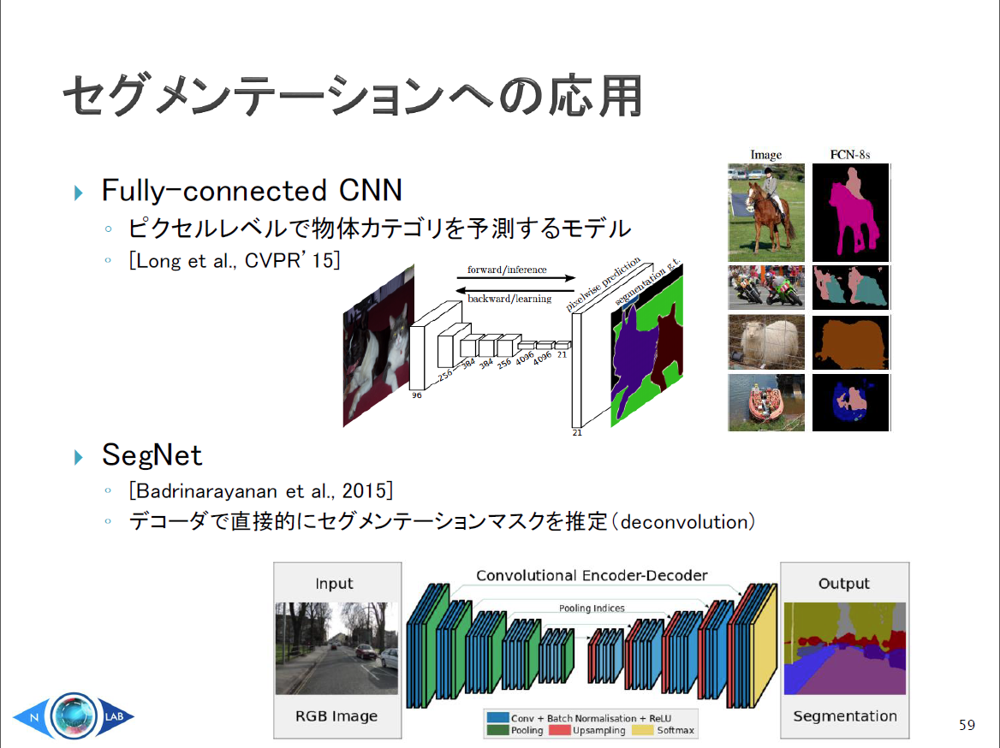 セグメンテーションへの応用
Fully-connected CNN
ピクセルレベルで物体カテゴリを予測するモデル
[Long et al., CVPR’15]
forward/inference
backward/learning
pixelwise prediction
segmentation g.t.
96
256
384
384
256
4096
4096
21
21
Image
FCN-8s
SegNet
[Badrinarayanan et al., 2015]
デコーダで直接的にセグメンテーションマスクを推定(deconvolution)
Input
RGB Image
Convolutional Encoder-Decoder
Pooling Indices
Conv + Batch Normalisation + ReLU
Pooling
Upsampling
Softmax
Output
Segmentation
N
LAB
59